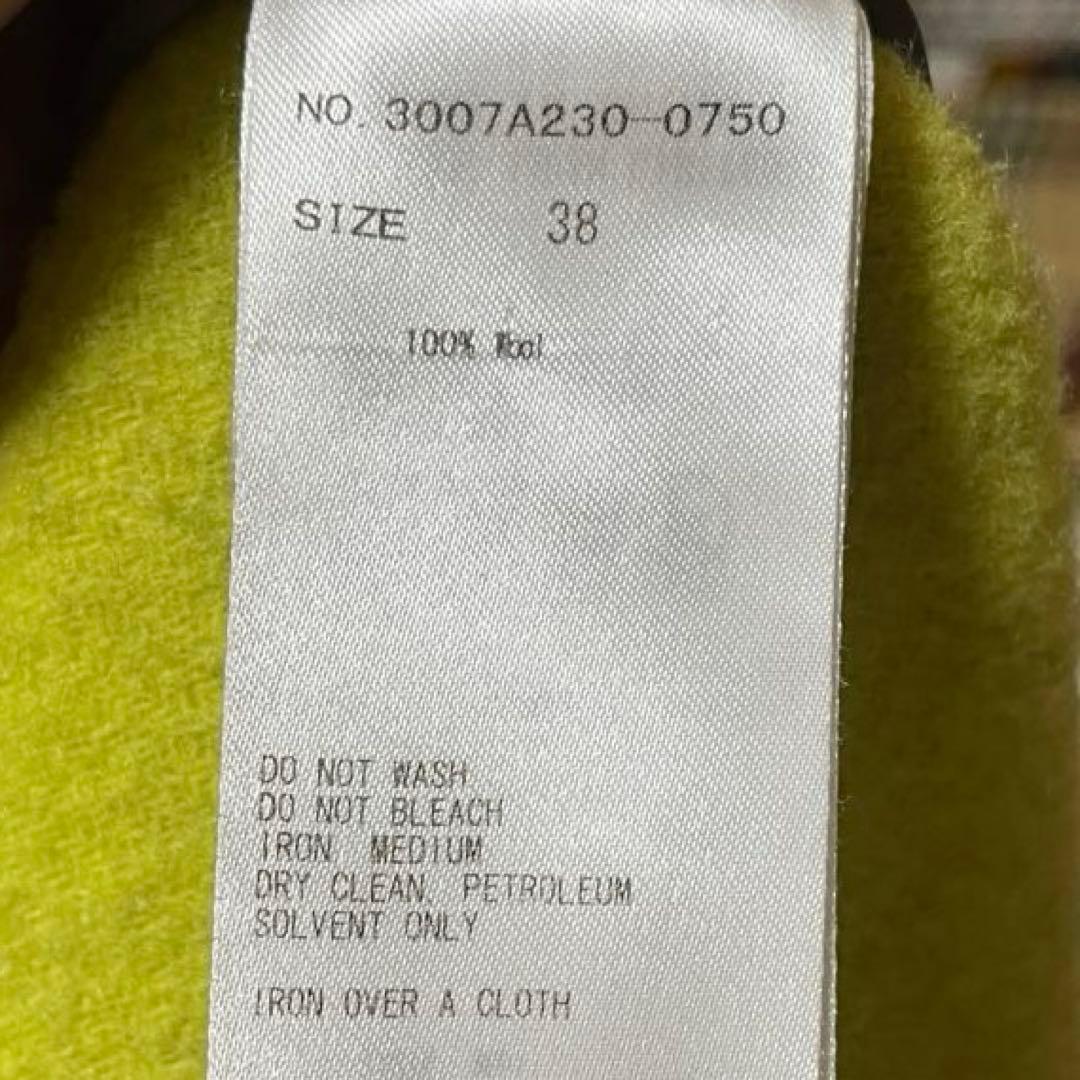 NO. 3007A230-0750
SIZE 38
100% Wool
DO NOT WASH
DO NOT BLEACH
IRON MEDIUM
DRY CLEAN PETROLEUM
SOLVENT ONLY
IRON OVER A CLOTH